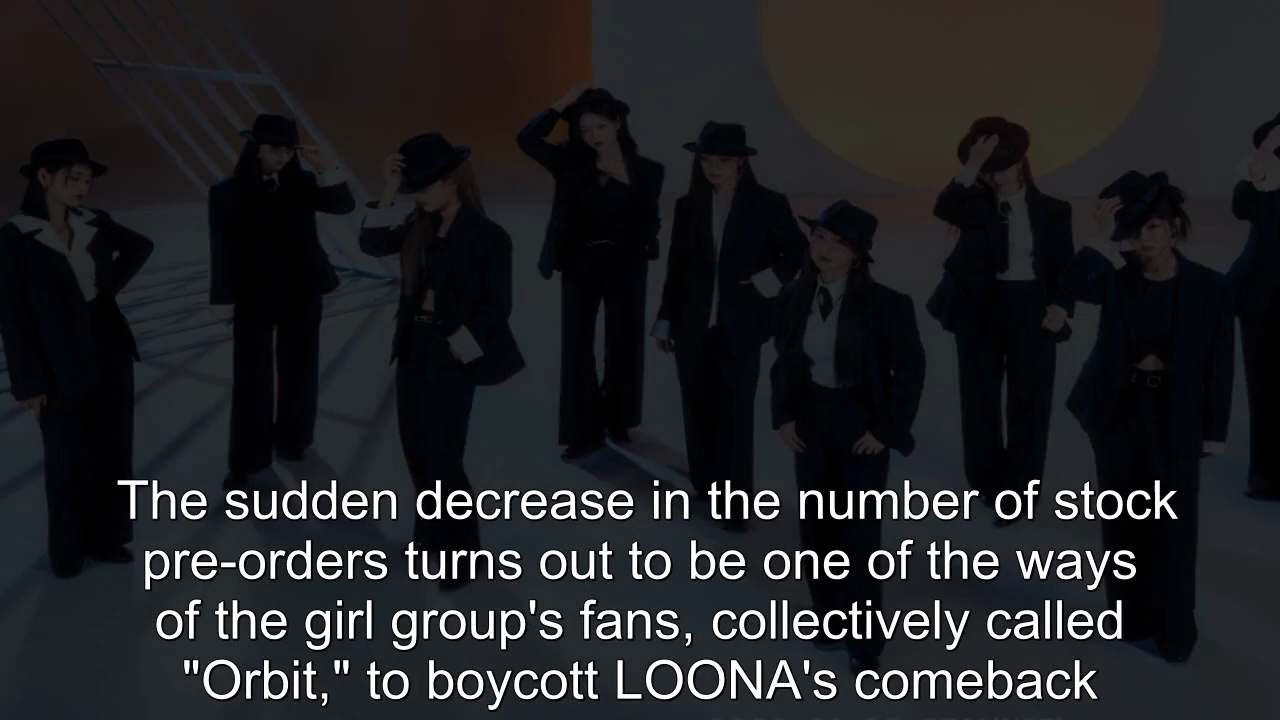 The sudden decrease in the number of stock
pre-orders turns out to be one of the ways
of the girl group's fans, collectively called
"Orbit," to boycott LOONA's comeback